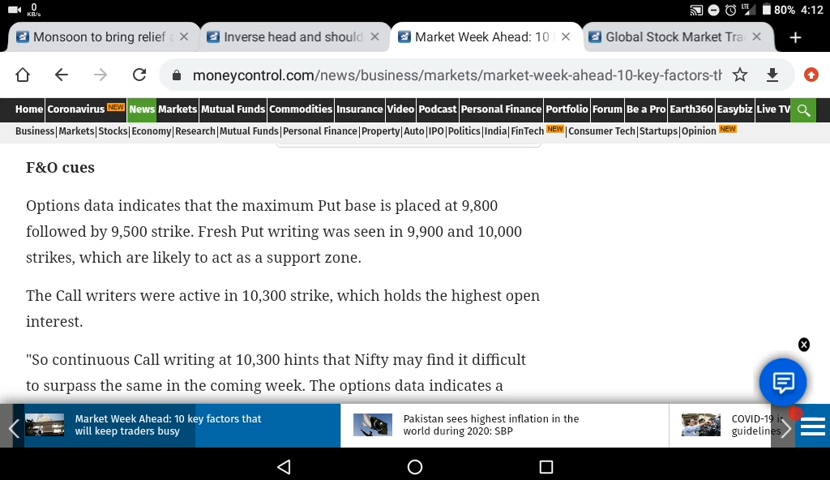 0
KB/s
LTE
80% 4:12
Monsoon to bring relief
Inverse head and should
Market Week Ahead: 10
Global Stock Market Tra
moneycontrol.com/news/business/markets/market-week-ahead-10-key-factors-th
Home Coronavirus NEW News Markets Mutual Funds Commodities Insurance Video Podcast Personal Finance Portfolio Forum Be a Pro Earth360 Easybiz Live TV
Business| Markets| Stocks| Economy| Research| Mutual Funds| Personal Finance| Property| Auto| IPO| Politics| India| FinTech NEW | Consumer Tech| Startups| Opinion NEW
F&O cues
Options data indicates that the maximum Put base is placed at 9,800
followed by 9,500 strike. Fresh Put writing was seen in 9,900 and 10,000
strikes, which are likely to act as a support zone.
The Call writers were active in 10,300 strike, which holds the highest open
interest.
"So continuous Call writing at 10,300 hints that Nifty may find it difficult
to surpass the same in the coming week. The options data indicates a
Market Week Ahead: 10 key factors that
will keep traders busy
Pakistan sees highest inflation in the
world during 2020: SBP
COVID-19
guidelines